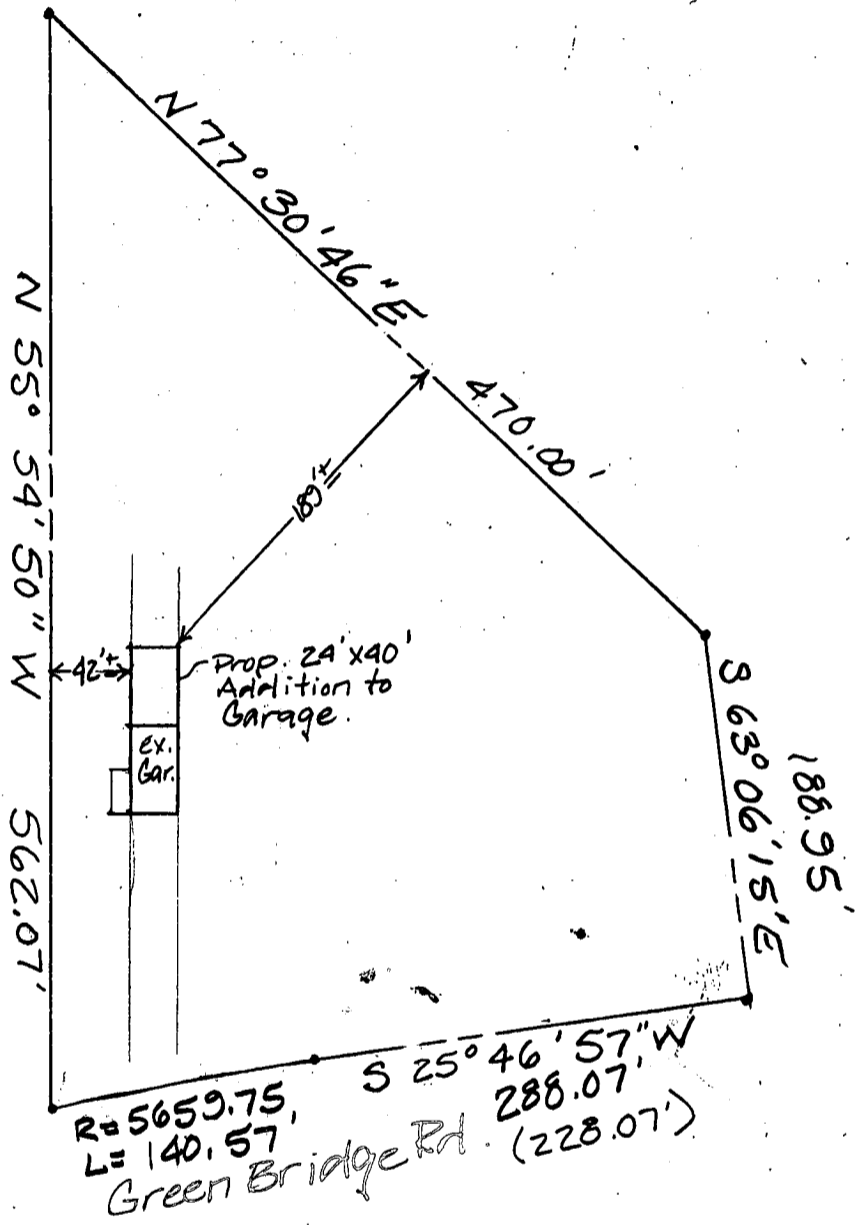 N 77° 30' 46" E
470.00'
N 55° 54' 50" W 562.07'
189'±
42'±
Prop. 24'x40'
Addition to
Garage.
ex.
Gar.
S 63° 06' 15' E
188.95'
S 25° 46' 57" W
288.07'
(228.07')
R= 5659.75'
L= 140.57'
Green Bridge Rd.